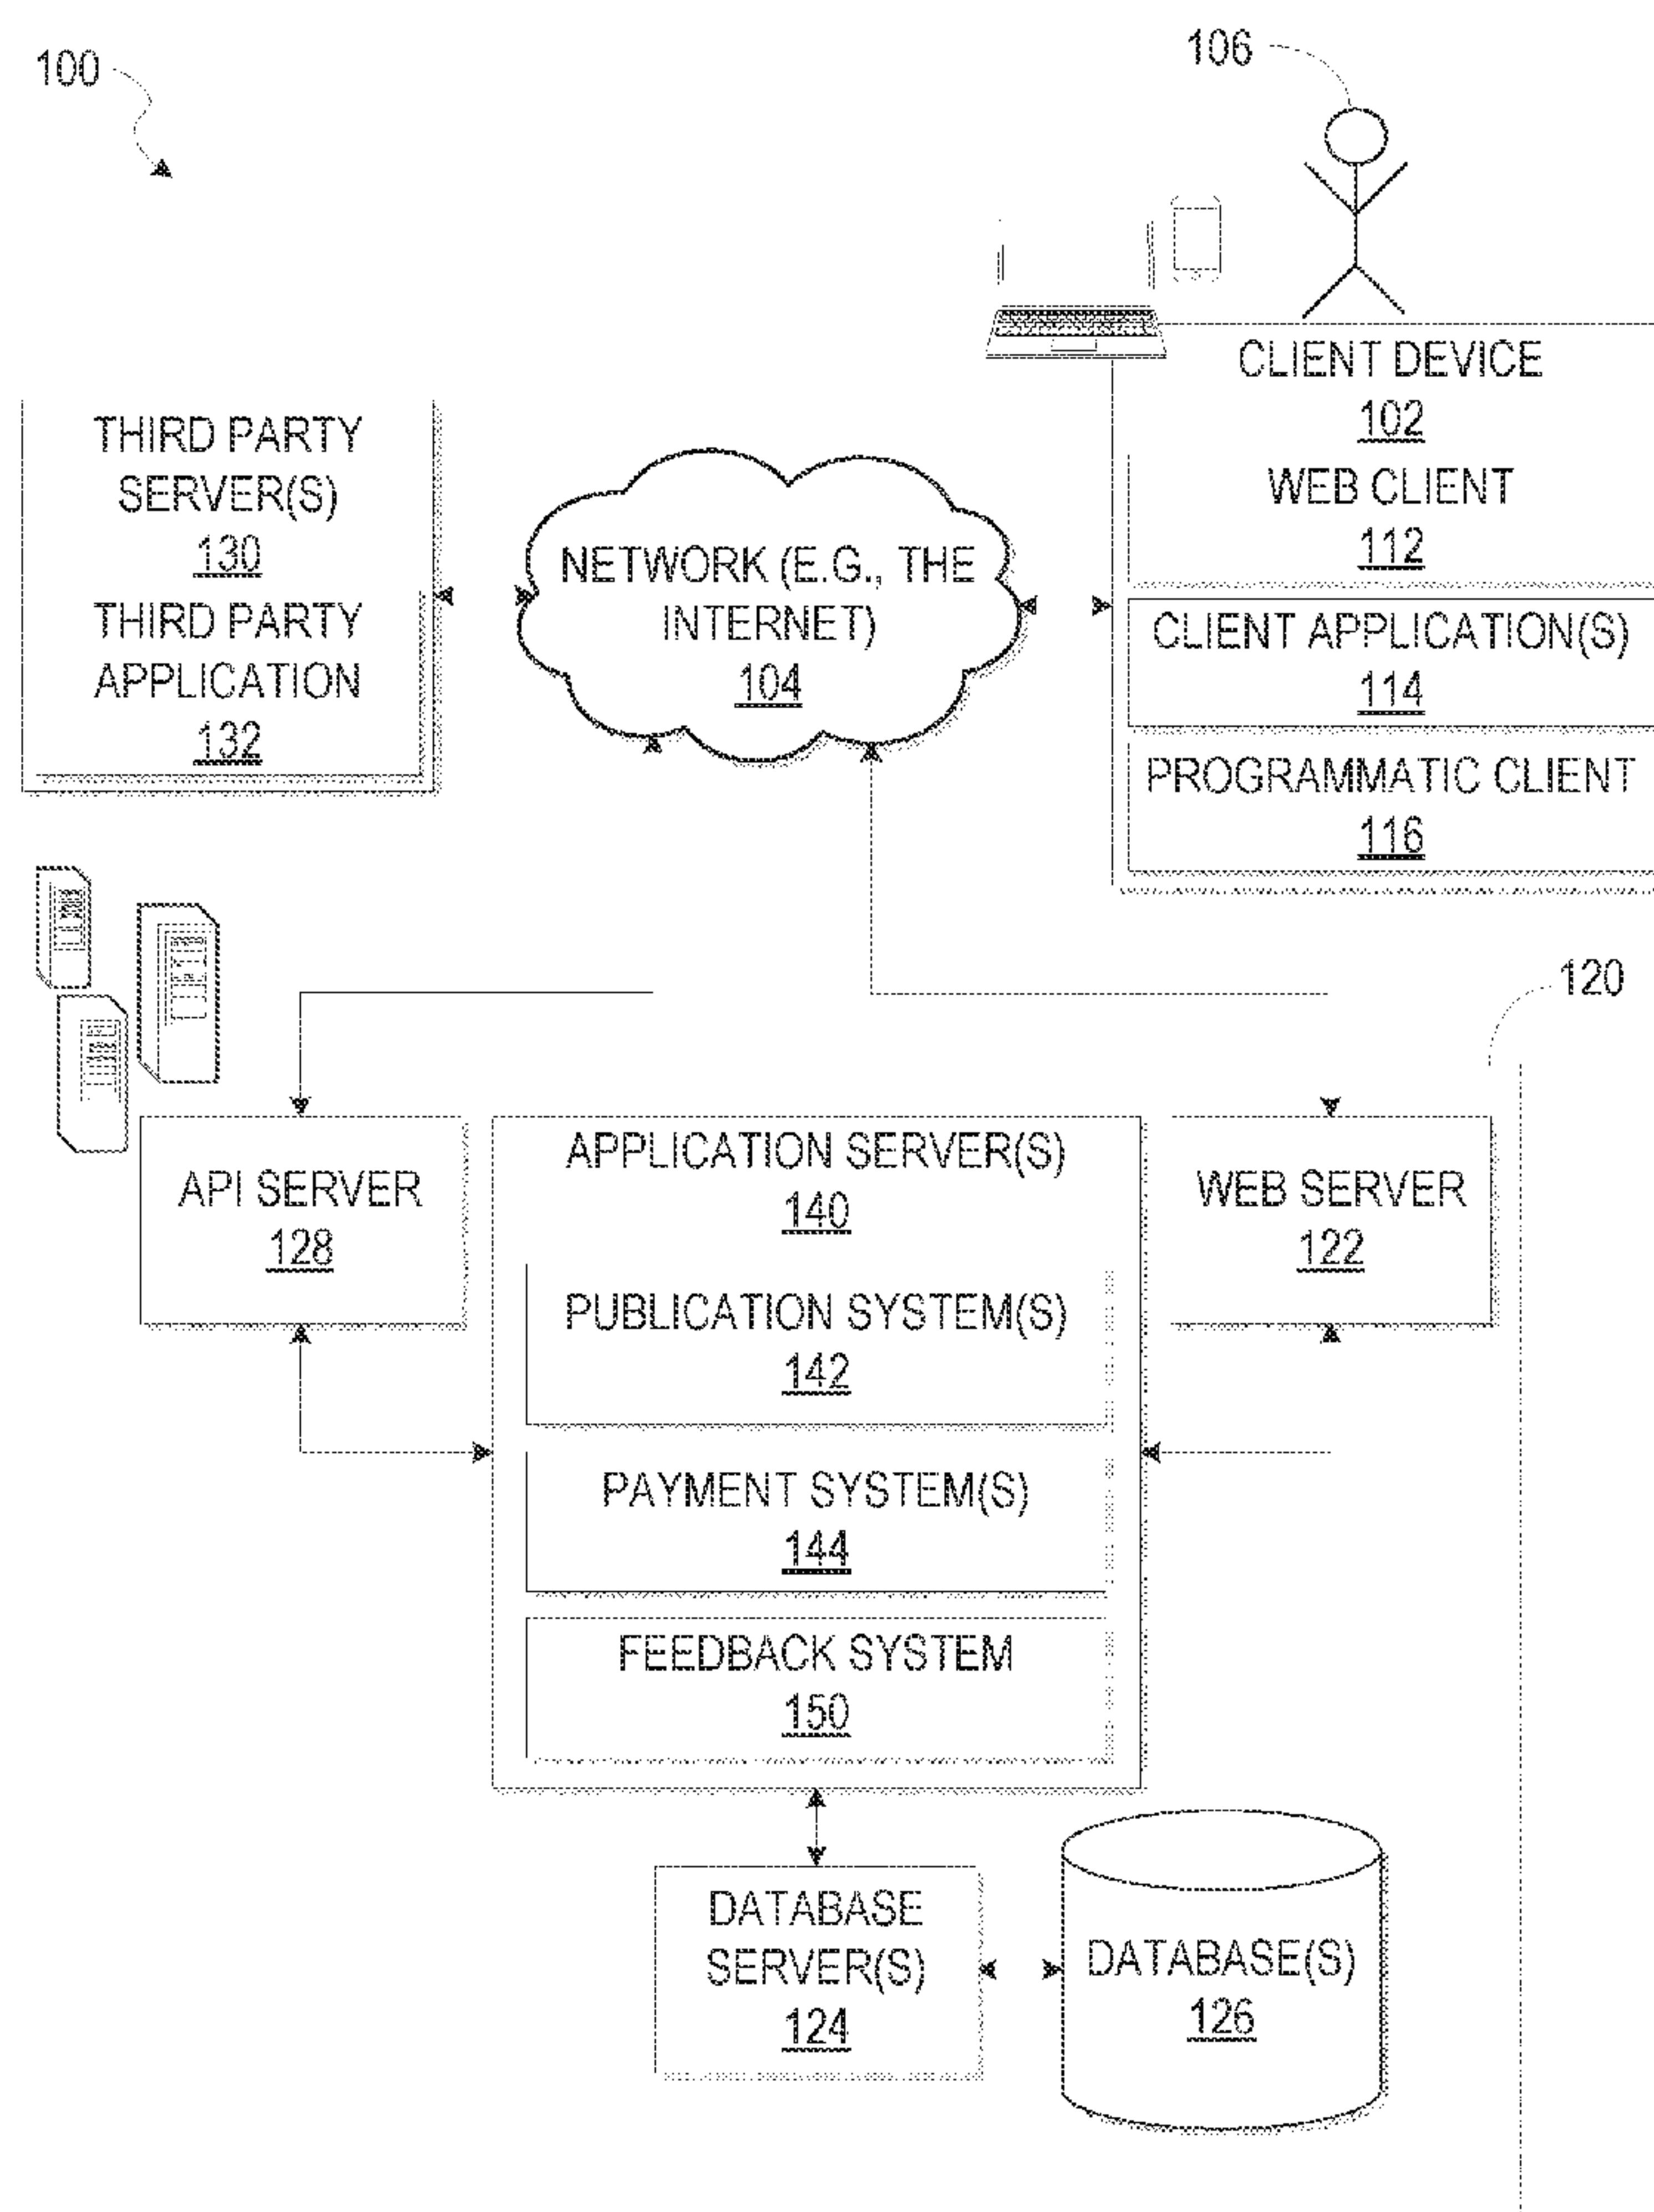 100
106
CLIENT DEVICE
102
WEB CLIENT
112
CLIENT APPLICATION(S)
114
PROGRAMMATIC CLIENT
116
THIRD PARTY
SERVER(S)
130
THIRD PARTY
APPLICATION
132
NETWORK (E.G., THE
INTERNET)
104
120
API SERVER
128
APPLICATION SERVER(S)
140
PUBLICATION SYSTEM(S)
142
PAYMENT SYSTEM(S)
144
FEEDBACK SYSTEM
150
WEB SERVER
122
DATABASE
SERVER(S)
124
DATABASE(S)
126